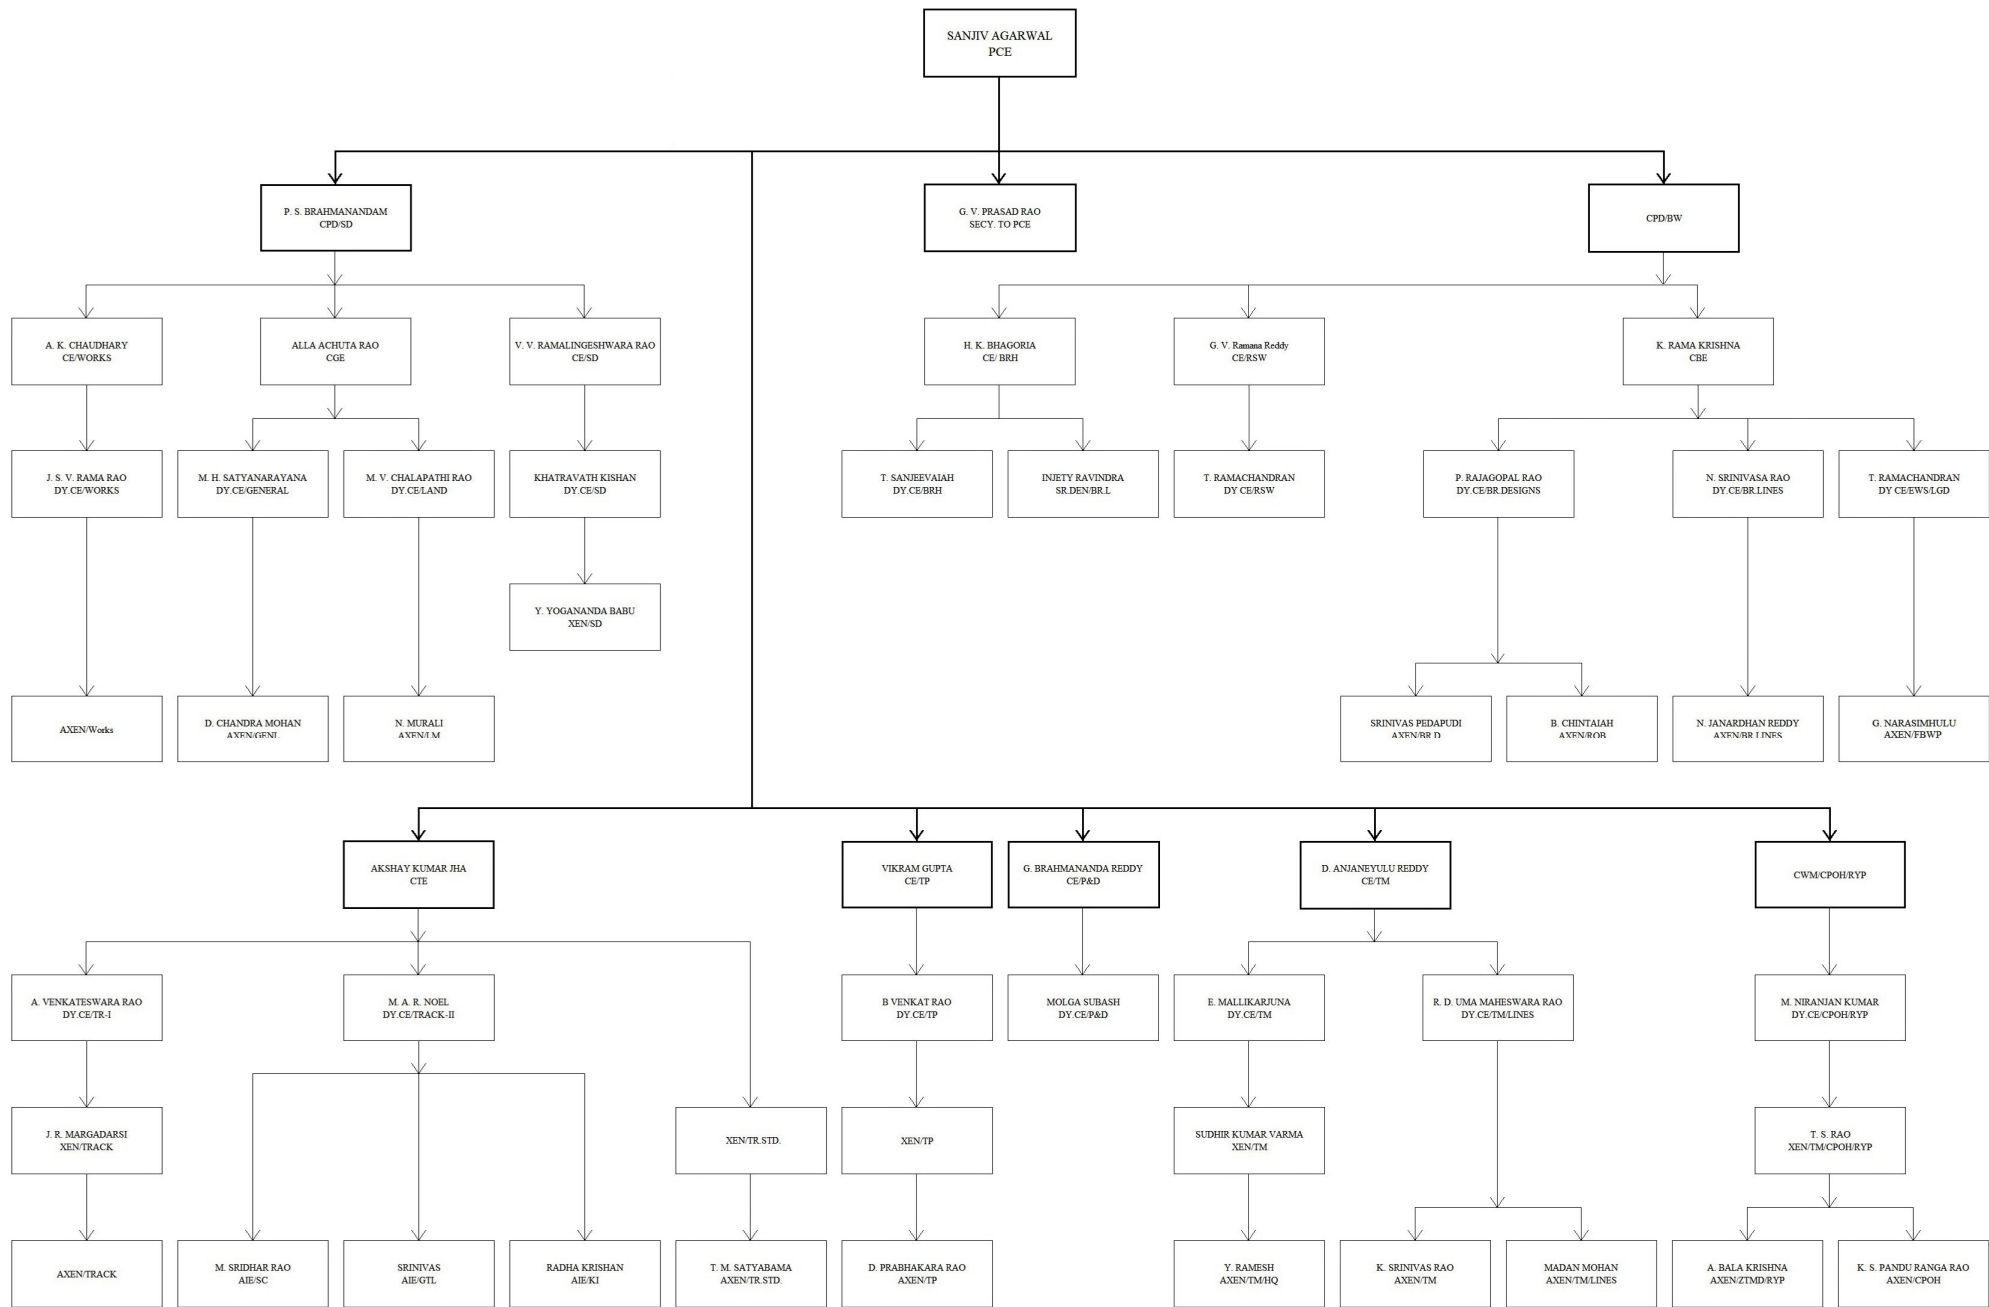 SANJIV AGARWAL
PCE
P. S. BRAHMANANDAM
CPD/SD
G. V. PRASAD RAO
SECY. TO PCE
CPD/BW
A. K. CHAUDHARY
CE/WORKS
ALLA ACHUTA RAO
CGE
V. V. RAMALINGESHWARA RAO
CE/SD
H. K. BHAGORIA
CE/ BRH
G. V. Ramana Reddy
CE/RSW
K. RAMA KRISHNA
CBE
J. S. V. RAMA RAO
DY.CE/WORKS
M. H. SATYANARAYANA
DY.CE/GENERAL
M. V. CHALAPATHI RAO
DY.CE/LAND
KHATRAVATH KISHAN
DY.CE/SD
T. SANJEEVAIAH
DY.CE/BRH
INJETY RAVINDRA
SR.DEN/BR.L
T. RAMACHANDRAN
DY CE/RSW
P. RAJAGOPAL RAO
DY.CE/BR.DESIGNS
N. SRINIVASA RAO
DY.CE/BR.LINES
T. RAMACHANDRAN
DY CE/EWS/LGD
Y. YOGANANDA BABU
XEN/SD
AXEN/Works
D. CHANDRA MOHAN
AXEN/GENL
N. MURALI
AXEN/LM
SRINIVAS PEDAPUDI
AXEN/BR.D
B. CHINTAIAH
AXEN/ROB
N. JANARDHAN REDDY
AXEN/BR.LINES
G. NARASIMHULU
AXEN/FBWP
AKSHAY KUMAR JHA
CTE
VIKRAM GUPTA
CE/TP
G. BRAHMANANDA REDDY
CE/P&D
D. ANJANEYULU REDDY
CE/TM
CWM/CPOH/RYP
A. VENKATESWARA RAO
DY.CE/TR-I
M. A. R. NOEL
DY.CE/TRACK-II
B VENKAT RAO
DY.CE/TP
MOLGA SUBASH
DY.CE/P&D
E. MALLIKARJUNA
DY.CE/TM
R. D. UMA MAHESWARA RAO
DY.CE/TM/LINES
M. NIRANJAN KUMAR
DY.CE/CPOH/RYP
J. R. MARGADARSI
XEN/TRACK
XEN/TR.STD.
XEN/TP
SUDHIR KUMAR VARMA
XEN/TM
T. S. RAO
XEN/TM/CPOH/RYP
AXEN/TRACK
M. SRIDHAR RAO
AIE/SC
SRINIVAS
AIE/GTL
RADHA KRISHAN
AIE/KI
T. M. SATYABAMA
AXEN/TR.STD.
D. PRABHAKARA RAO
AXEN/TP
Y. RAMESH
AXEN/TM/HQ
K. SRINIVAS RAO
AXEN/TM
MADAN MOHAN
AXEN/TM/LINES
A. BALA KRISHNA
AXEN/ZTMD/RYP
K. S. PANDU RANGA RAO
AXEN/CPOH